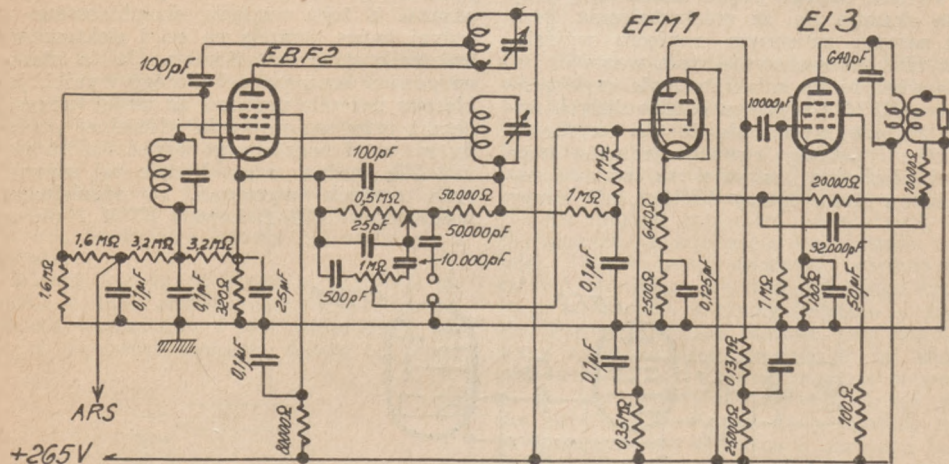 EBF2
EFM1
EL3
100pF
640pF
10000pF
100pF
0,5MΩ
50.000Ω
25pF
50.000pF
10.000pF
1MΩ
500pF
1MΩ
1MΩ
0,1µF
640Ω
2500Ω
0,125µF
20000Ω
32.000pF
10000Ω
1,6MΩ
3,2MΩ
3,2MΩ
1,6MΩ
0,1µF
0,1µF
320Ω
25µF
0,1µF
80000Ω
0,1µF
0,35MΩ
1MΩ
50µF
0,13MΩ
25000Ω
100Ω
ARS
+265V